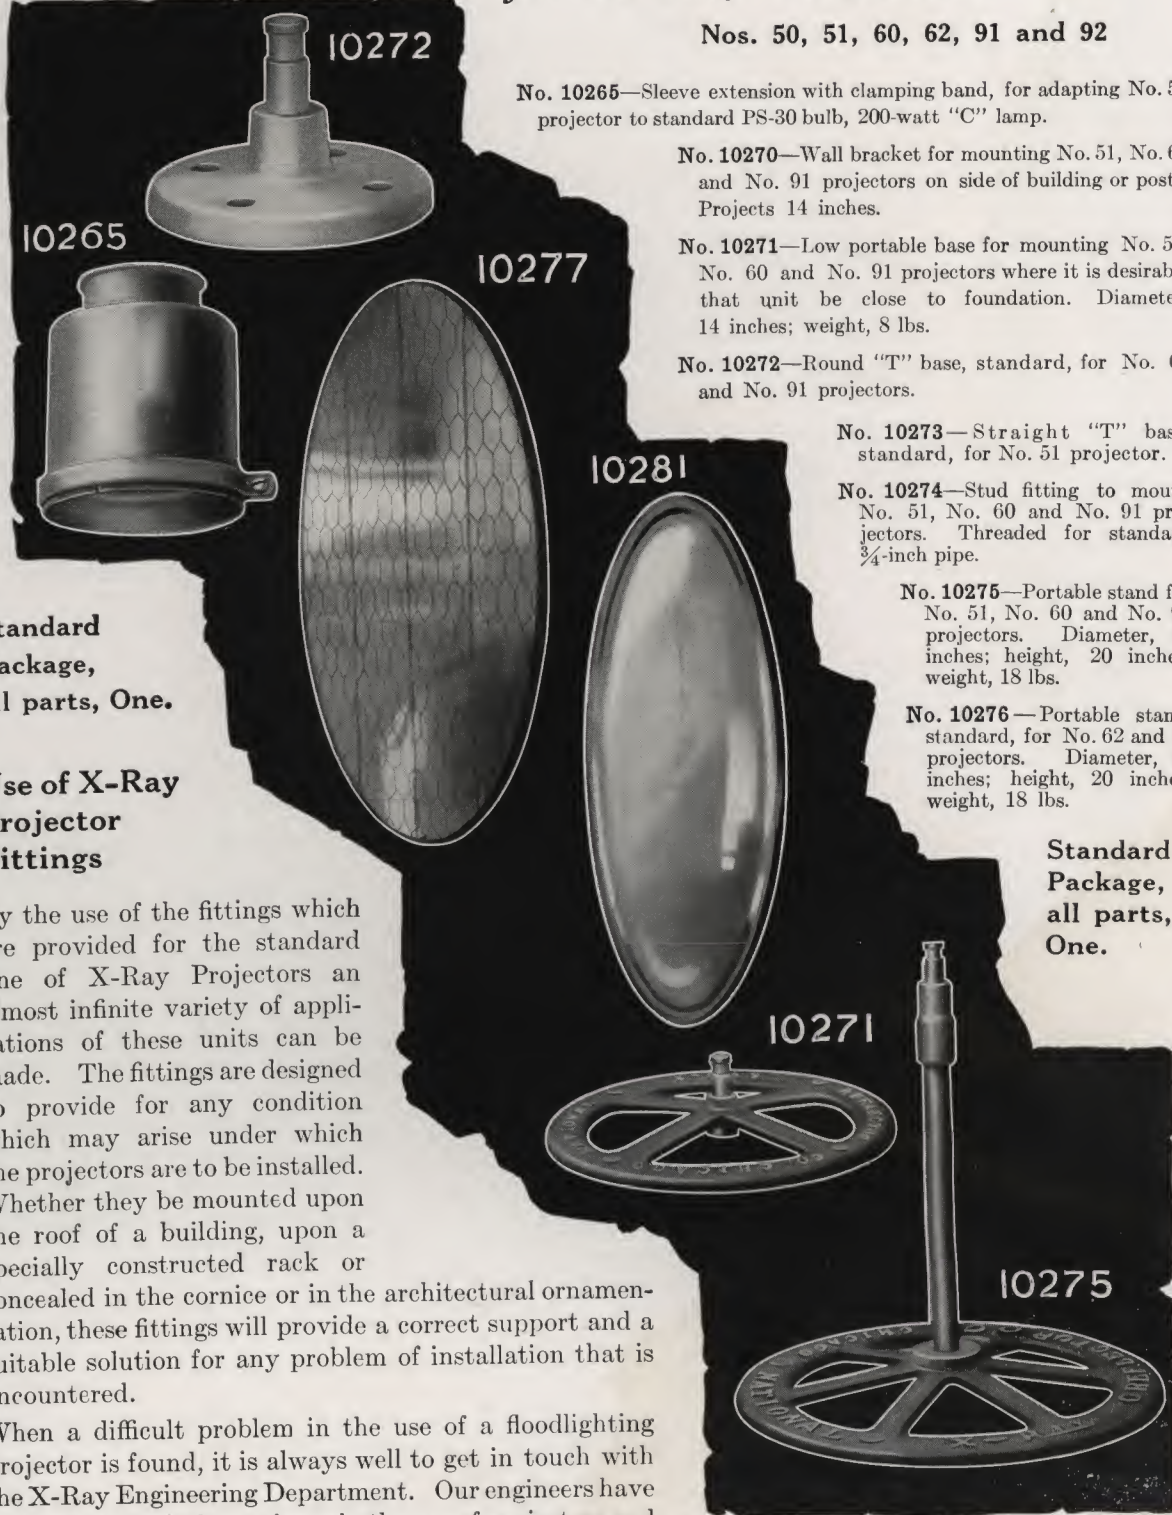 Nos. 50, 51, 60, 62, 91 and 92
10272
No. 10265—Sleeve extension with clamping band, for adapting No.
projector to standard PS-30 bulb, 200-watt "C" lamp.
No. 10270—Wall bracket for mounting No. 51, No.
and No. 91 projectors on side of building or post
Projects 14 inches.
No. 10271—Low portable base for mounting No.
No. 60 and No. 91 projectors where it is desirab
that unit be close to foundation. Diamete
14 inches; weight, 8 lbs.
No. 10272—Round "T" base, standard, for No.
and No. 91 projectors.
No. 10273—Straight "T" bas
standard, for No. 51 projector.
No. 10274—Stud fitting to mou
No. 51, No. 60 and No. 91 pr
jectors. Threaded for standa
¾-inch pipe.
No. 10275—Portable stand f
No. 51, No. 60 and No.
projectors. Diameter,
inches; height, 20 inche
weight, 18 lbs.
No. 10276—Portable stan
standard, for No. 62 and
projectors. Diameter,
inches; height, 20 inche
weight, 18 lbs.
Standard
Package,
all parts,
One.
10265
10277
10281
10271
10275
tandard
ackage,
l parts, One.
se of X-Ray
rojector
ittings
y the use of the fittings which
re provided for the standard
ne of X-Ray Projectors an
most infinite variety of appli-
ations of these units can be
ade. The fittings are designed
o provide for any condition
hich may arise under which
he projectors are to be installed.
Whether they be mounted upon
he roof of a building, upon a
pecially constructed rack or
oncealed in the cornice or in the architectural ornamen-
ation, these fittings will provide a correct support and a
uitable solution for any problem of installation that is
ncountered.
When a difficult problem in the use of a floodlighting
rojector is found, it is always well to get in touch with
he X-Ray Engineering Department. Our engineers have
CHICAGO
NATIONAL X-RAY